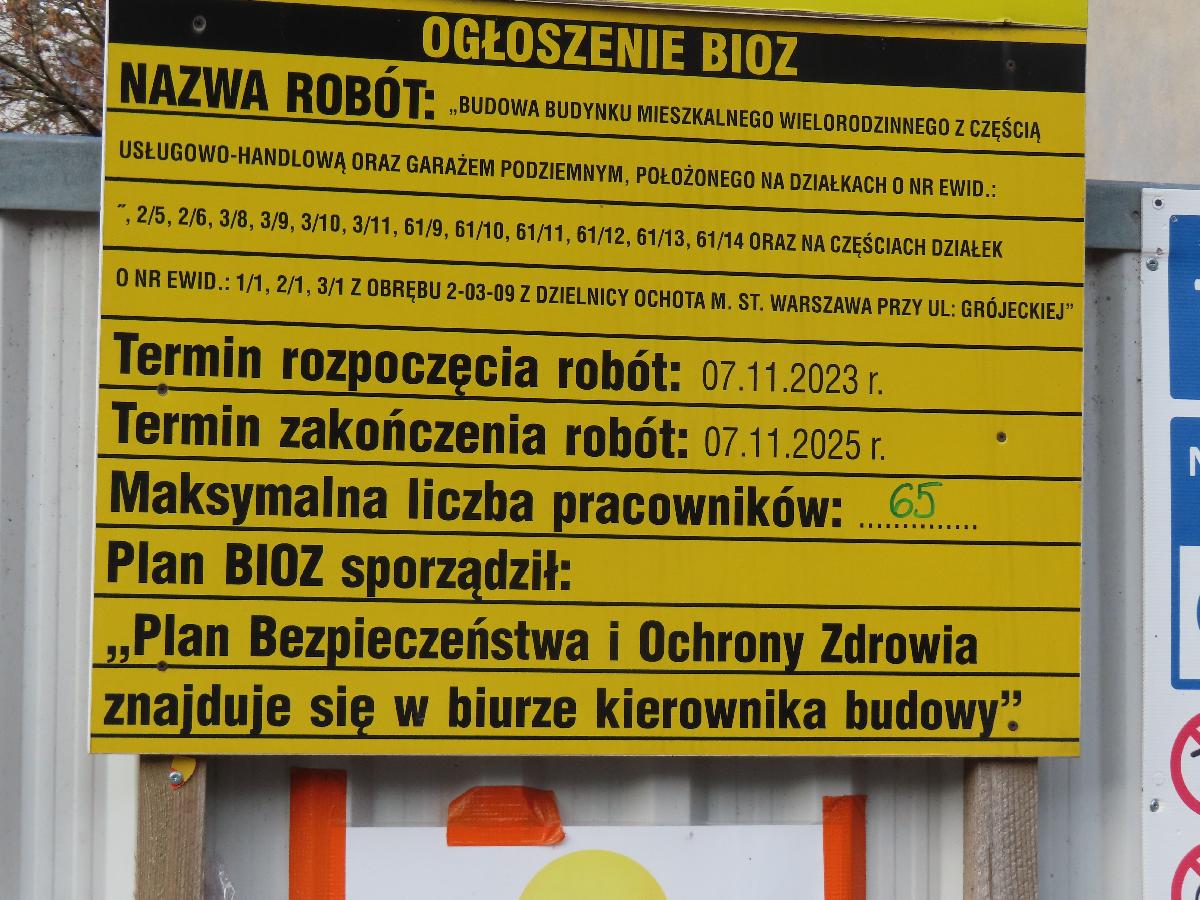 OGŁOSZENIE BIOZ
NAZWA ROBÓT: „BUDOWA BUDYNKU MIESZKALNEGO WIELORODZINNEGO Z CZĘŚCIĄ
USŁUGOWO-HANDLOWĄ ORAZ GARAŻEM PODZIEMNYM, POŁOŻONEGO NA DZIAŁKACH O NR EWID.:
˝, 2/5, 2/6, 3/8, 3/9, 3/10, 3/11, 61/9, 61/10, 61/11, 61/12, 61/13, 61/14 ORAZ NA CZĘŚCIACH DZIAŁEK
O NR EWID.: 1/1, 2/1, 3/1 Z OBRĘBU 2-03-09 Z DZIELNICY OCHOTA M. ST. WARSZAWA PRZY UL: GRÓJECKIEJ”
Termin rozpoczęcia robót: 07.11.2023 r.
Termin zakończenia robót: 07.11.2025 r.
Maksymalna liczba pracowników: ..65..........
Plan BIOZ sporządził:
„Plan Bezpieczeństwa i Ochrony Zdrowia
znajduje się w biurze kierownika budowy”.